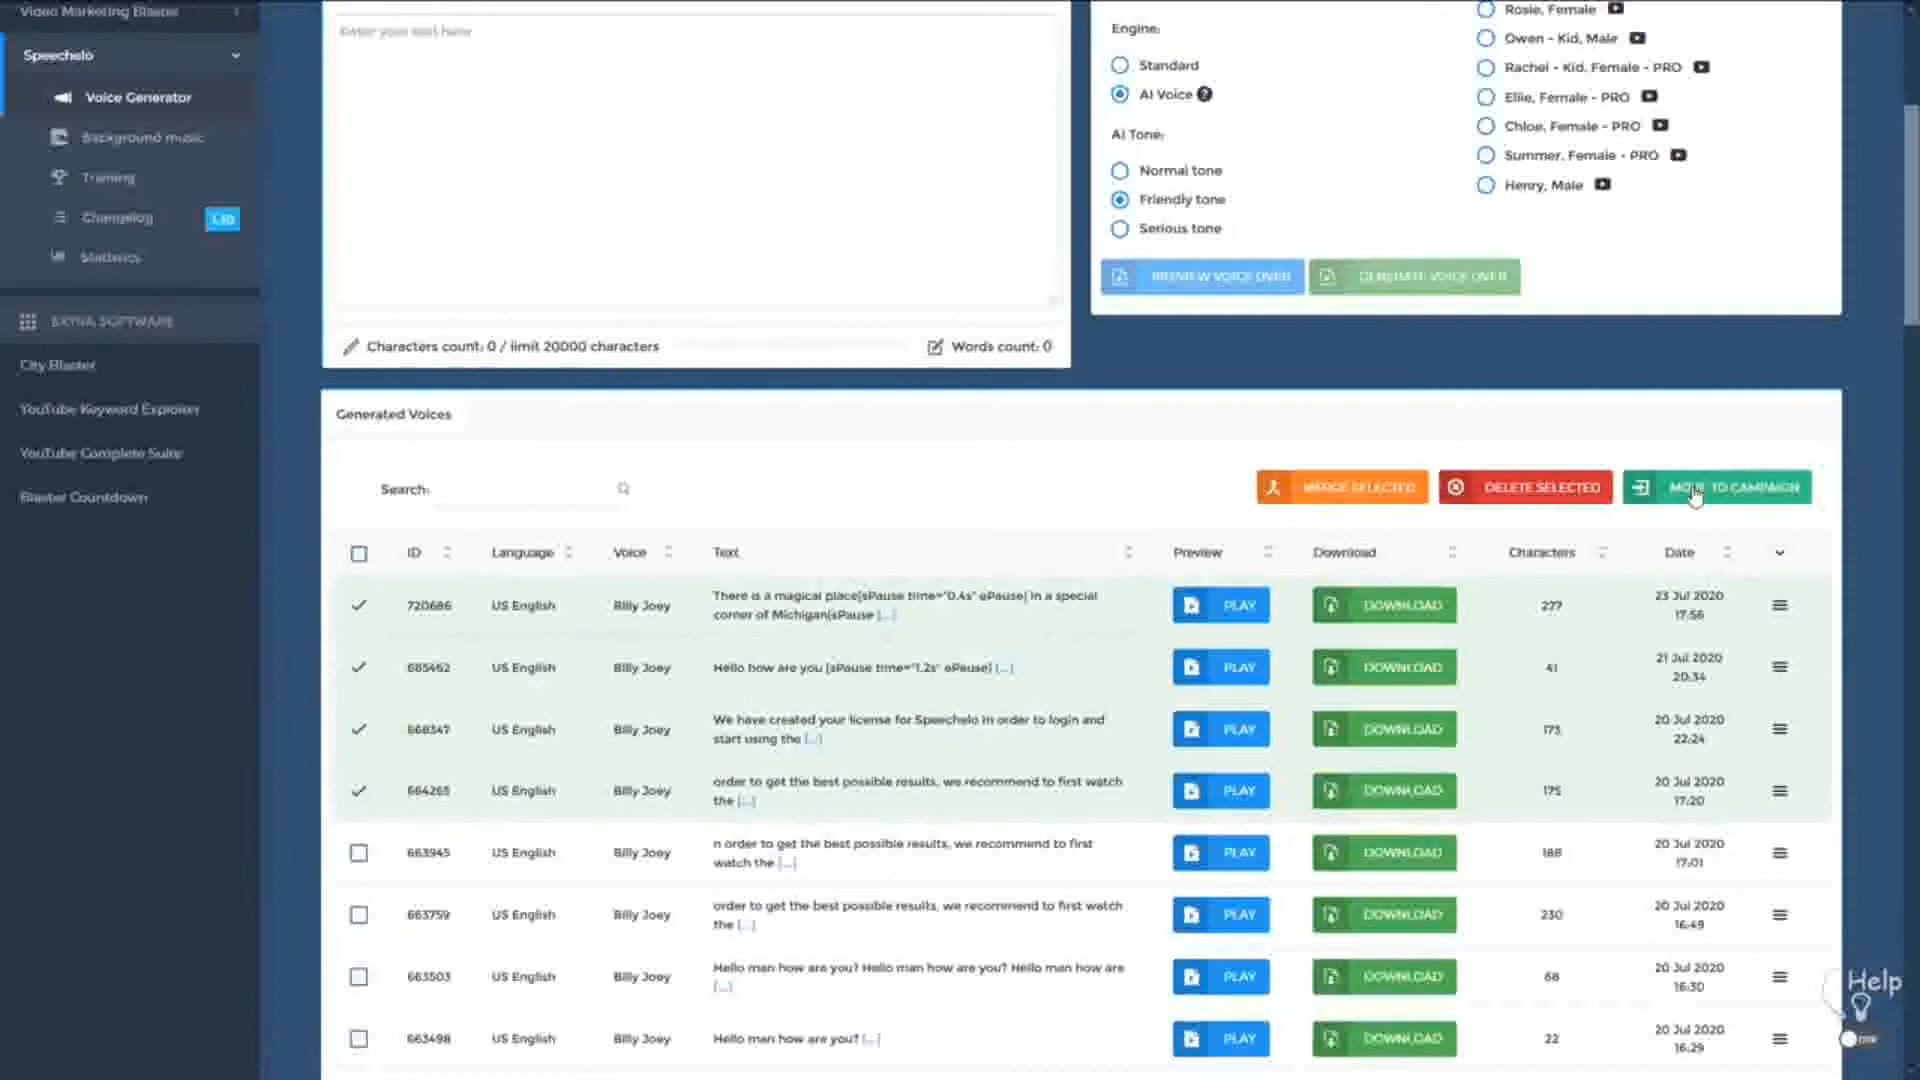 Video Marketing Blaster
Speechelo
Voice Generator
Background music
Training
Changelog
Statistics
EXTRA SOFTWARE
City Blaster
YouTube Keyword Explorer
YouTube Complete Suite
Blaster Countdown
Enter your text here
Characters count: 0 / limit 20000 characters
Words count: 0
Engine:
Standard
AI Voice
AI Tone:
Normal tone
Friendly tone
Serious tone
Rosie, Female
Owen - Kid, Male
Rachel - Kid, Female - PRO
Ellie, Female - PRO
Chloe, Female - PRO
Summer, Female - PRO
Henry, Male
PREVIEW VOICE OVER
GENERATE VOICE OVER
Generated Voices
Search:
MERGE SELECTED
DELETE SELECTED
MOVE TO CAMPAIGN
ID Language Voice Text Preview Download Characters Date
720686 US English Billy Joey There is a magical place[sPause time="0.4s" ePause] in a special PLAY DOWNLOAD 277 23 Jul 2020
corner of Michigan[sPause [...] 17:56
685462 US English Billy Joey Hello how are you [sPause time="1.2s" ePause] [...] PLAY DOWNLOAD 41 21 Jul 2020
20:34
668347 US English Billy Joey We have created your license for Speechelo in order to login and PLAY DOWNLOAD 173 20 Jul 2020
start using the [...] 22:24
664265 US English Billy Joey order to get the best possible results, we recommend to first watch PLAY DOWNLOAD 175 20 Jul 2020
the [...] 17:20
663945 US English Billy Joey n order to get the best possible results, we recommend to first PLAY DOWNLOAD 188 20 Jul 2020
watch the [...] 17:01
663759 US English Billy Joey order to get the best possible results, we recommend to first watch PLAY DOWNLOAD 230 20 Jul 2020
the [...] 16:49
663503 US English Billy Joey Hello man how are you? Hello man how are you? Hello man how are PLAY DOWNLOAD 68 20 Jul 2020
[...] 16:30
663498 US English Billy Joey Hello man how are you? [...] PLAY DOWNLOAD 22 20 Jul 2020
16:29
Help